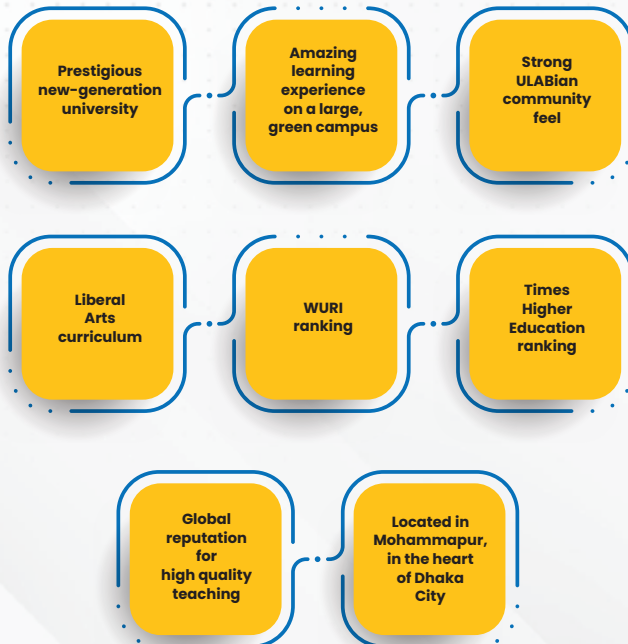 Prestigious
new-generation
university
Amazing
learning
experience
on a large,
green campus
Strong
ULABian
community
feel
Liberal
Arts
curriculum
WURI
ranking
Times
Higher
Education
ranking
Global
reputation
for
high quality
teaching
Located in
Mohammapur,
in the heart
of Dhaka
City